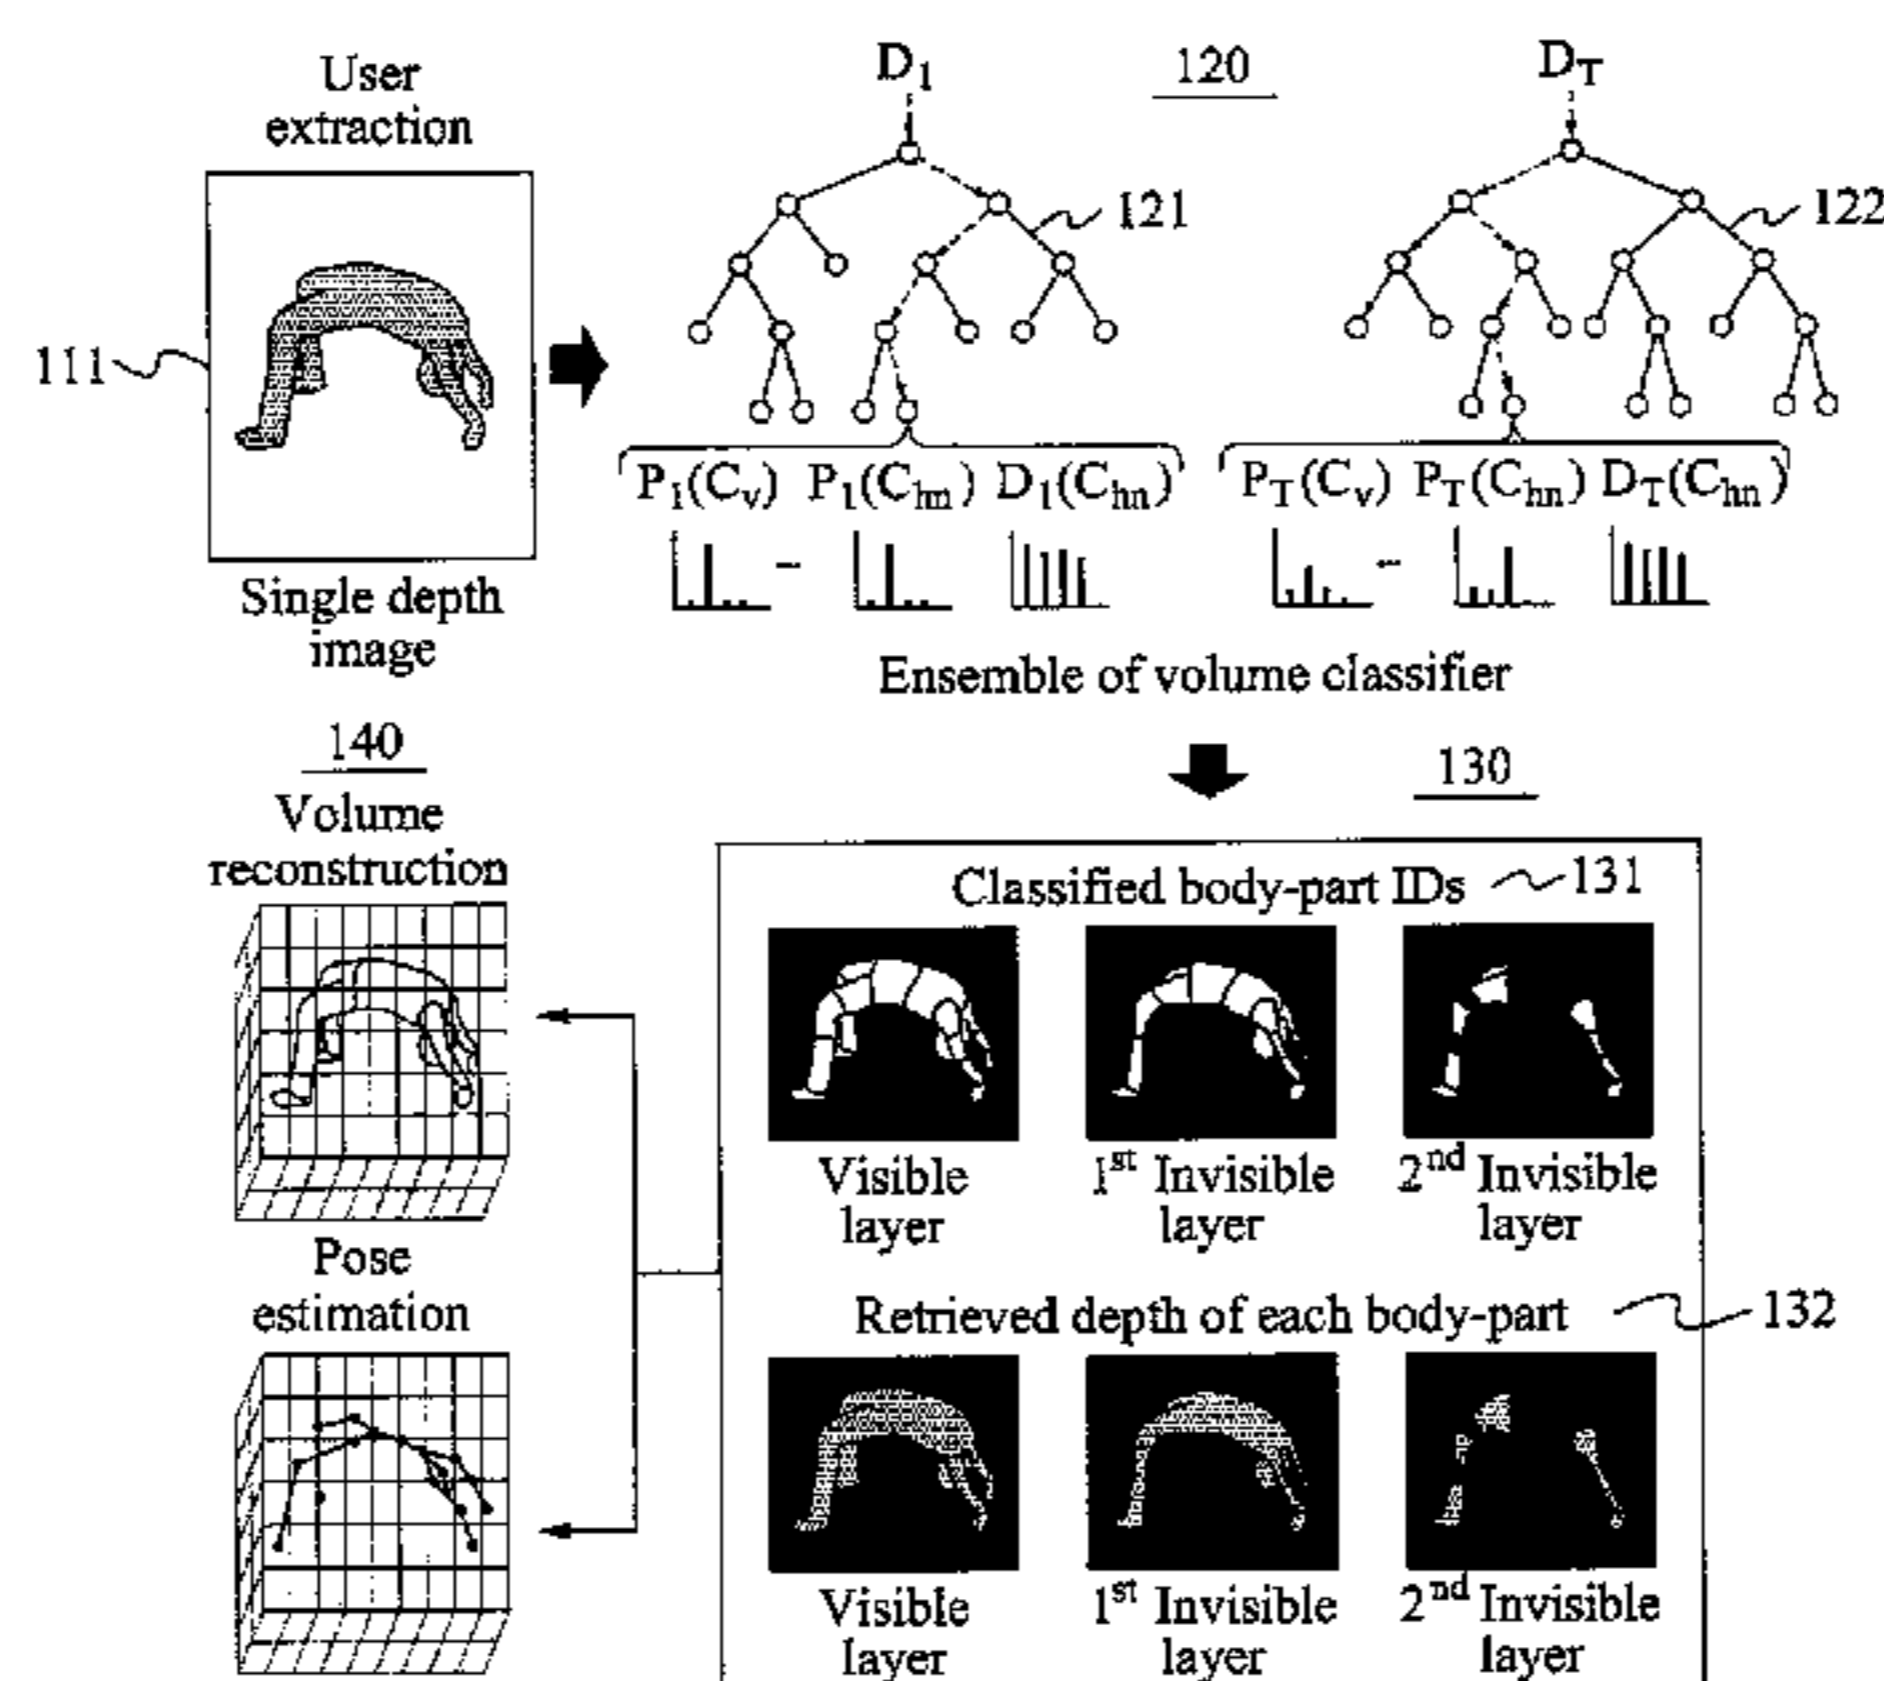 User
extraction
111
Single depth
image
D1
120
DT
121
122
P1(Cv) P1(Chn) D1(Chn)
PT(Cv) PT(Chn) DT(Chn)
Ensemble of volume classifier
130
Classified body-part IDs
131
Visible
layer
1st Invisible
layer
2nd Invisible
layer
Retrieved depth of each body-part
132
Visible
layer
1st Invisible
layer
2nd Invisible
layer
140
Volume
reconstruction
Pose
estimation